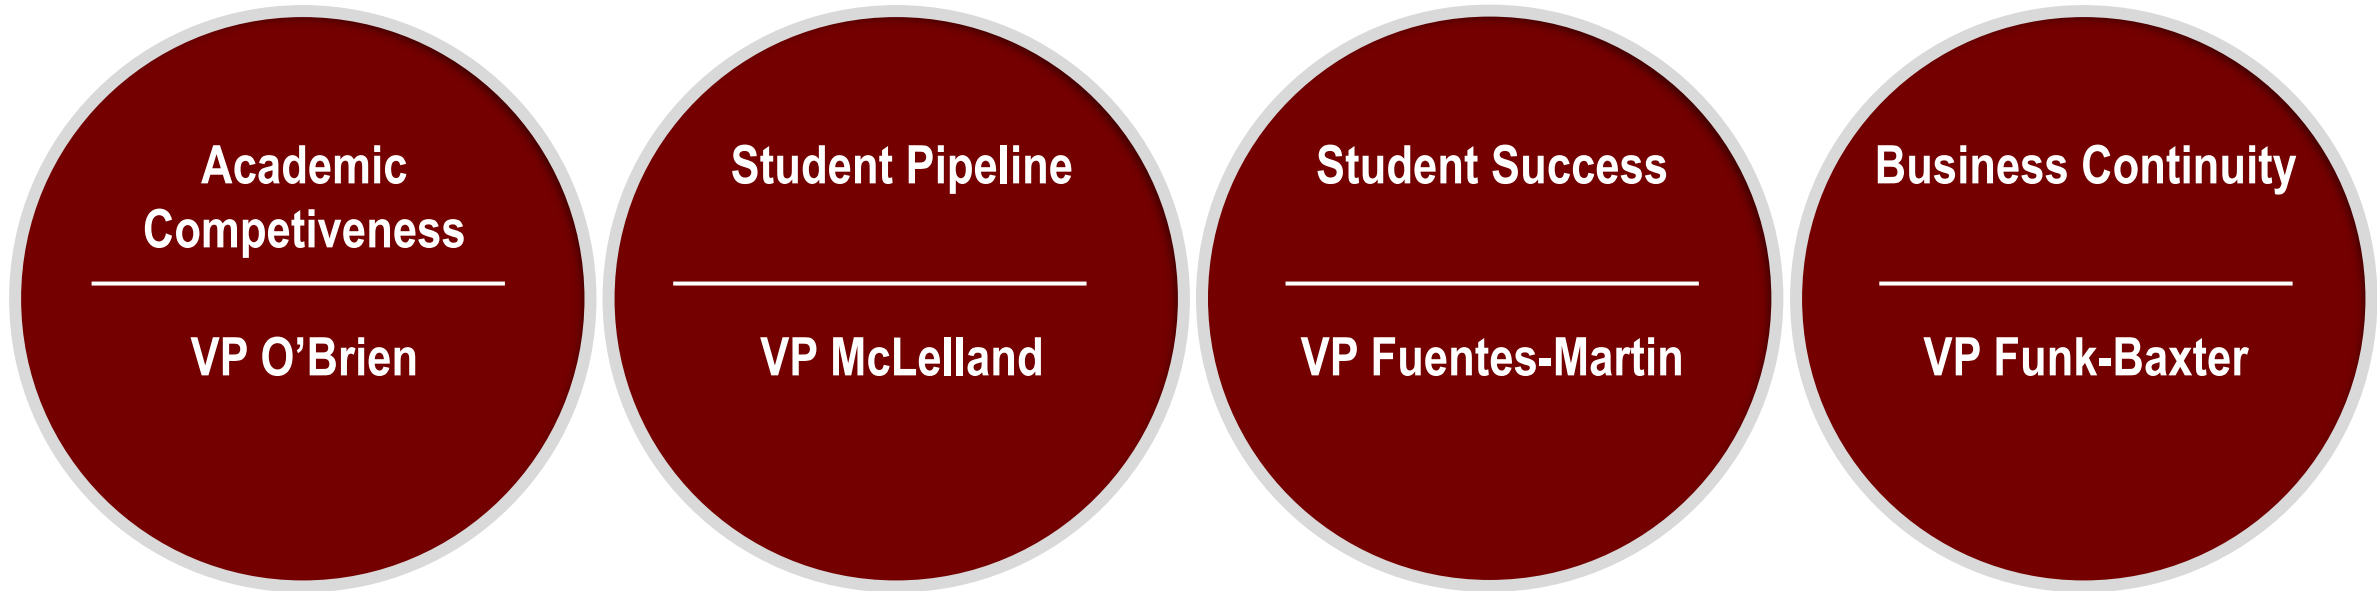 Academic
Competiveness
VP O’Brien
Student Pipeline
VP McLelland
Student Success
VP Fuentes-Martin
Business Continuity
VP Funk-Baxter